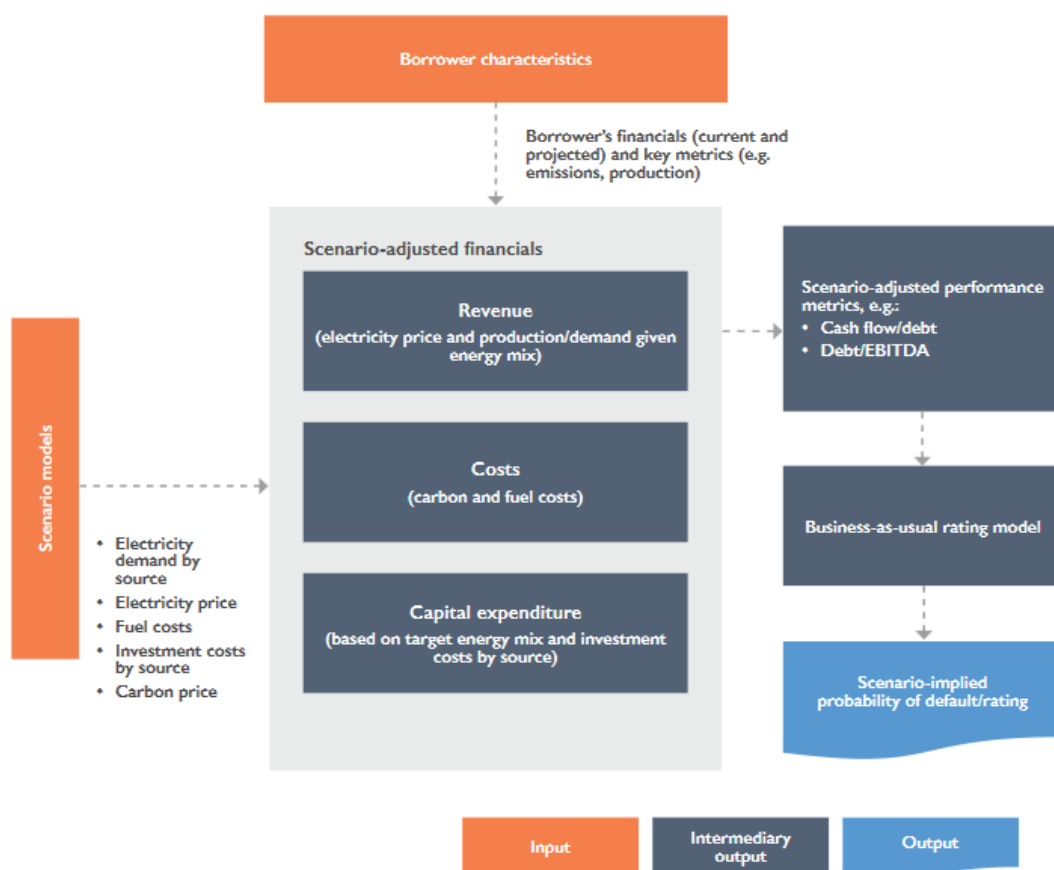 Borrower characteristics
Borrower's financials (current and
projected) and key metrics (e.g.
emissions, production)
Scenario-adjusted financials
Revenue
(electricity price and production/demand given
energy mix)
Costs
(carbon and fuel costs)
Capital expenditure
(based on target energy mix and investment
costs by source)
Scenario models
• Electricity
demand by
source
• Electricity price
• Fuel costs
• Investment costs
by source
• Carbon price
Scenario-adjusted performance
metrics, e.g.:
• Cash flow/debt
• Debt/EBITDA
Business-as-usual rating model
Scenario-implied
probability of default/rating
Input
Intermediary
output
Output